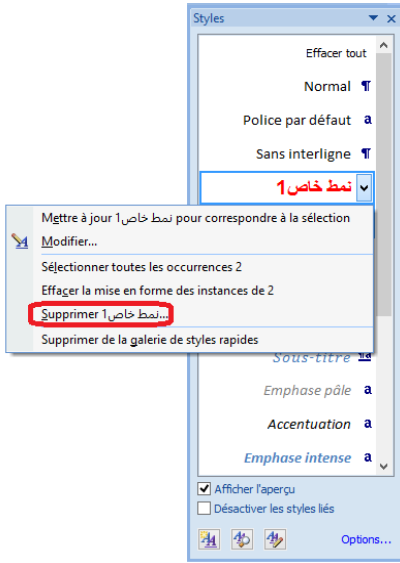 Styles
Effacer tout
Normal ¶
Police par défaut a
Sans interligne ¶
نمط خاص1
Mettre à jour نمط خاص1 pour correspondre à la sélection
Modifier...
Sélectionner toutes les occurrences 2
Effacer la mise en forme des instances de 2
Supprimer نمط خاص1...
Supprimer de la galerie de styles rapides
Sous-titre ¶a
Emphase pâle a
Accentuation a
Emphase intense a
Afficher l'aperçu
Désactiver les styles liés
Options...